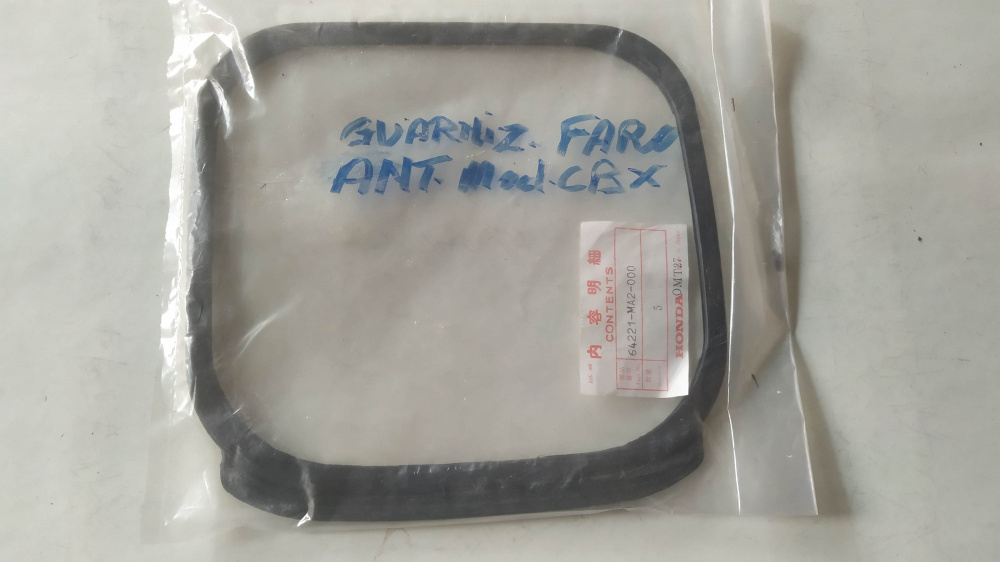 GUARNIZ. FARO
ANT. Mod. CBX
内容明細
CONTENTS
64221-MA2-000
5
HONDA
OMT27